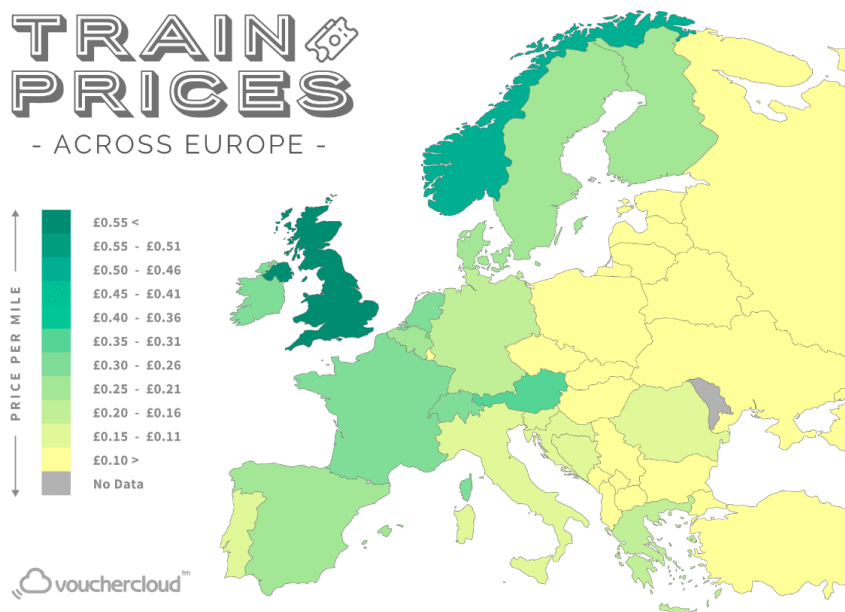 TRAIN
PRICES
- ACROSS EUROPE -
PRICE PER MILE
£0.55 <
£0.55 - £0.51
£0.50 - £0.46
£0.45 - £0.41
£0.40 - £0.36
£0.35 - £0.31
£0.30 - £0.26
£0.25 - £0.21
£0.20 - £0.16
£0.15 - £0.11
£0.10 >
No Data
vouchercloud™